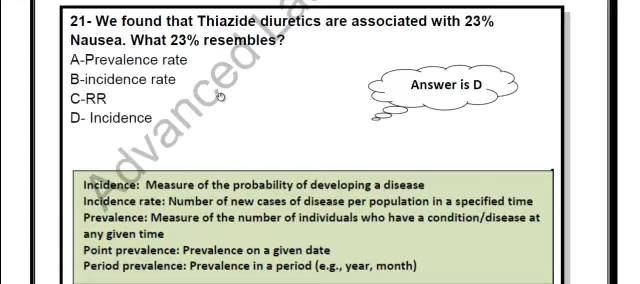 21- We found that Thiazide diuretics are associated with 23%
Nausea. What 23% resembles?
A-Prevalence rate
B-incidence rate
C-RR
D- Incidence
Answer is D
Advanced
Incidence: Measure of the probability of developing a disease
Incidence rate: Number of new cases of disease per population in a specified time
Prevalence: Measure of the number of individuals who have a condition/disease at
any given time
Point prevalence: Prevalence on a given date
Period prevalence: Prevalence in a period (e.g., year, month)